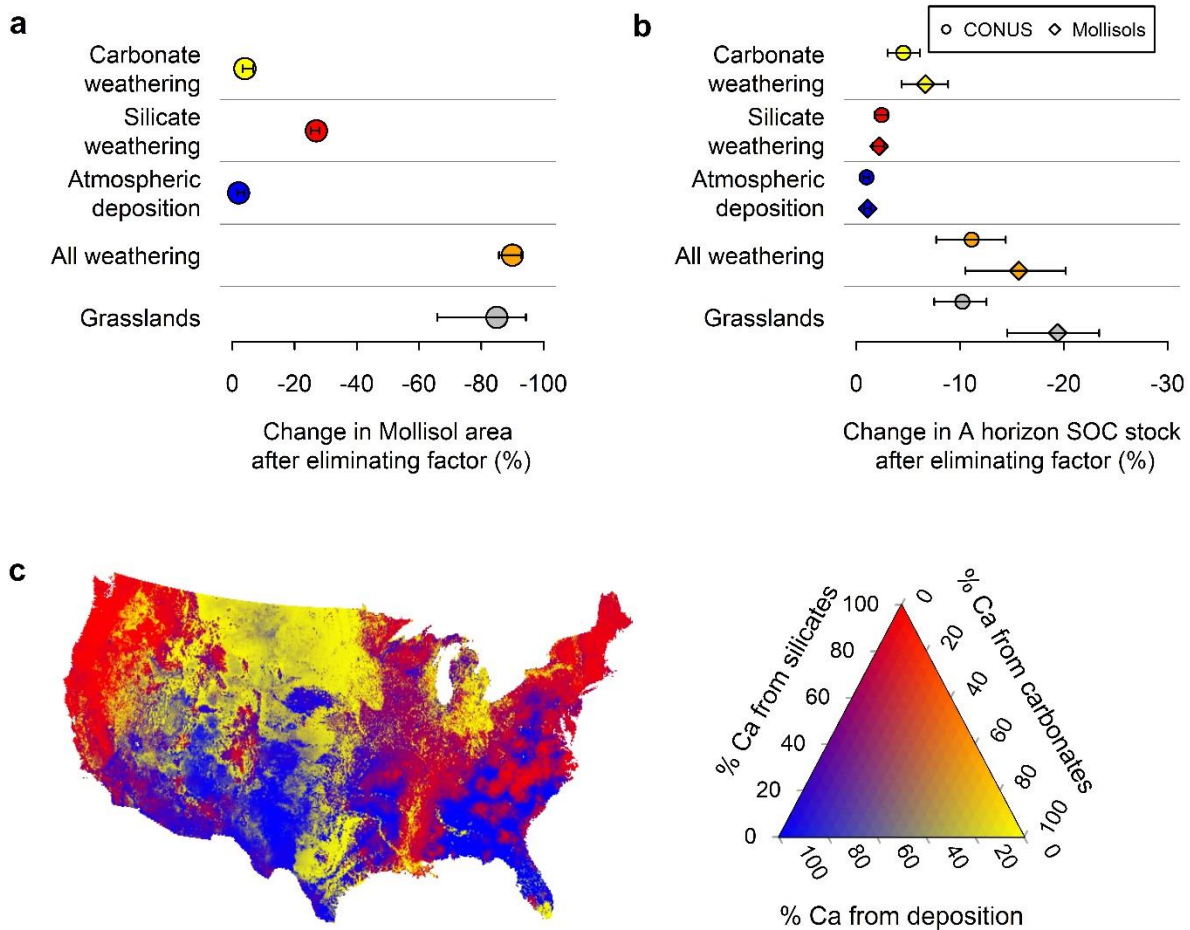 a
Carbonate
weathering
Silicate
weathering
Atmospheric
deposition
All weathering
Grasslands
0 -20 -40 -60 -80 -100
Change in Mollisol area
after eliminating factor (%)
b
CONUS Mollisols
Carbonate
weathering
Silicate
weathering
Atmospheric
deposition
All weathering
Grasslands
0 -10 -20 -30
Change in A horizon SOC stock
after eliminating factor (%)
c
% Ca from silicates
100
80
60
40
20
0
% Ca from carbonates
0
20
40
60
80
100
100 80 60 40 20 0
% Ca from deposition